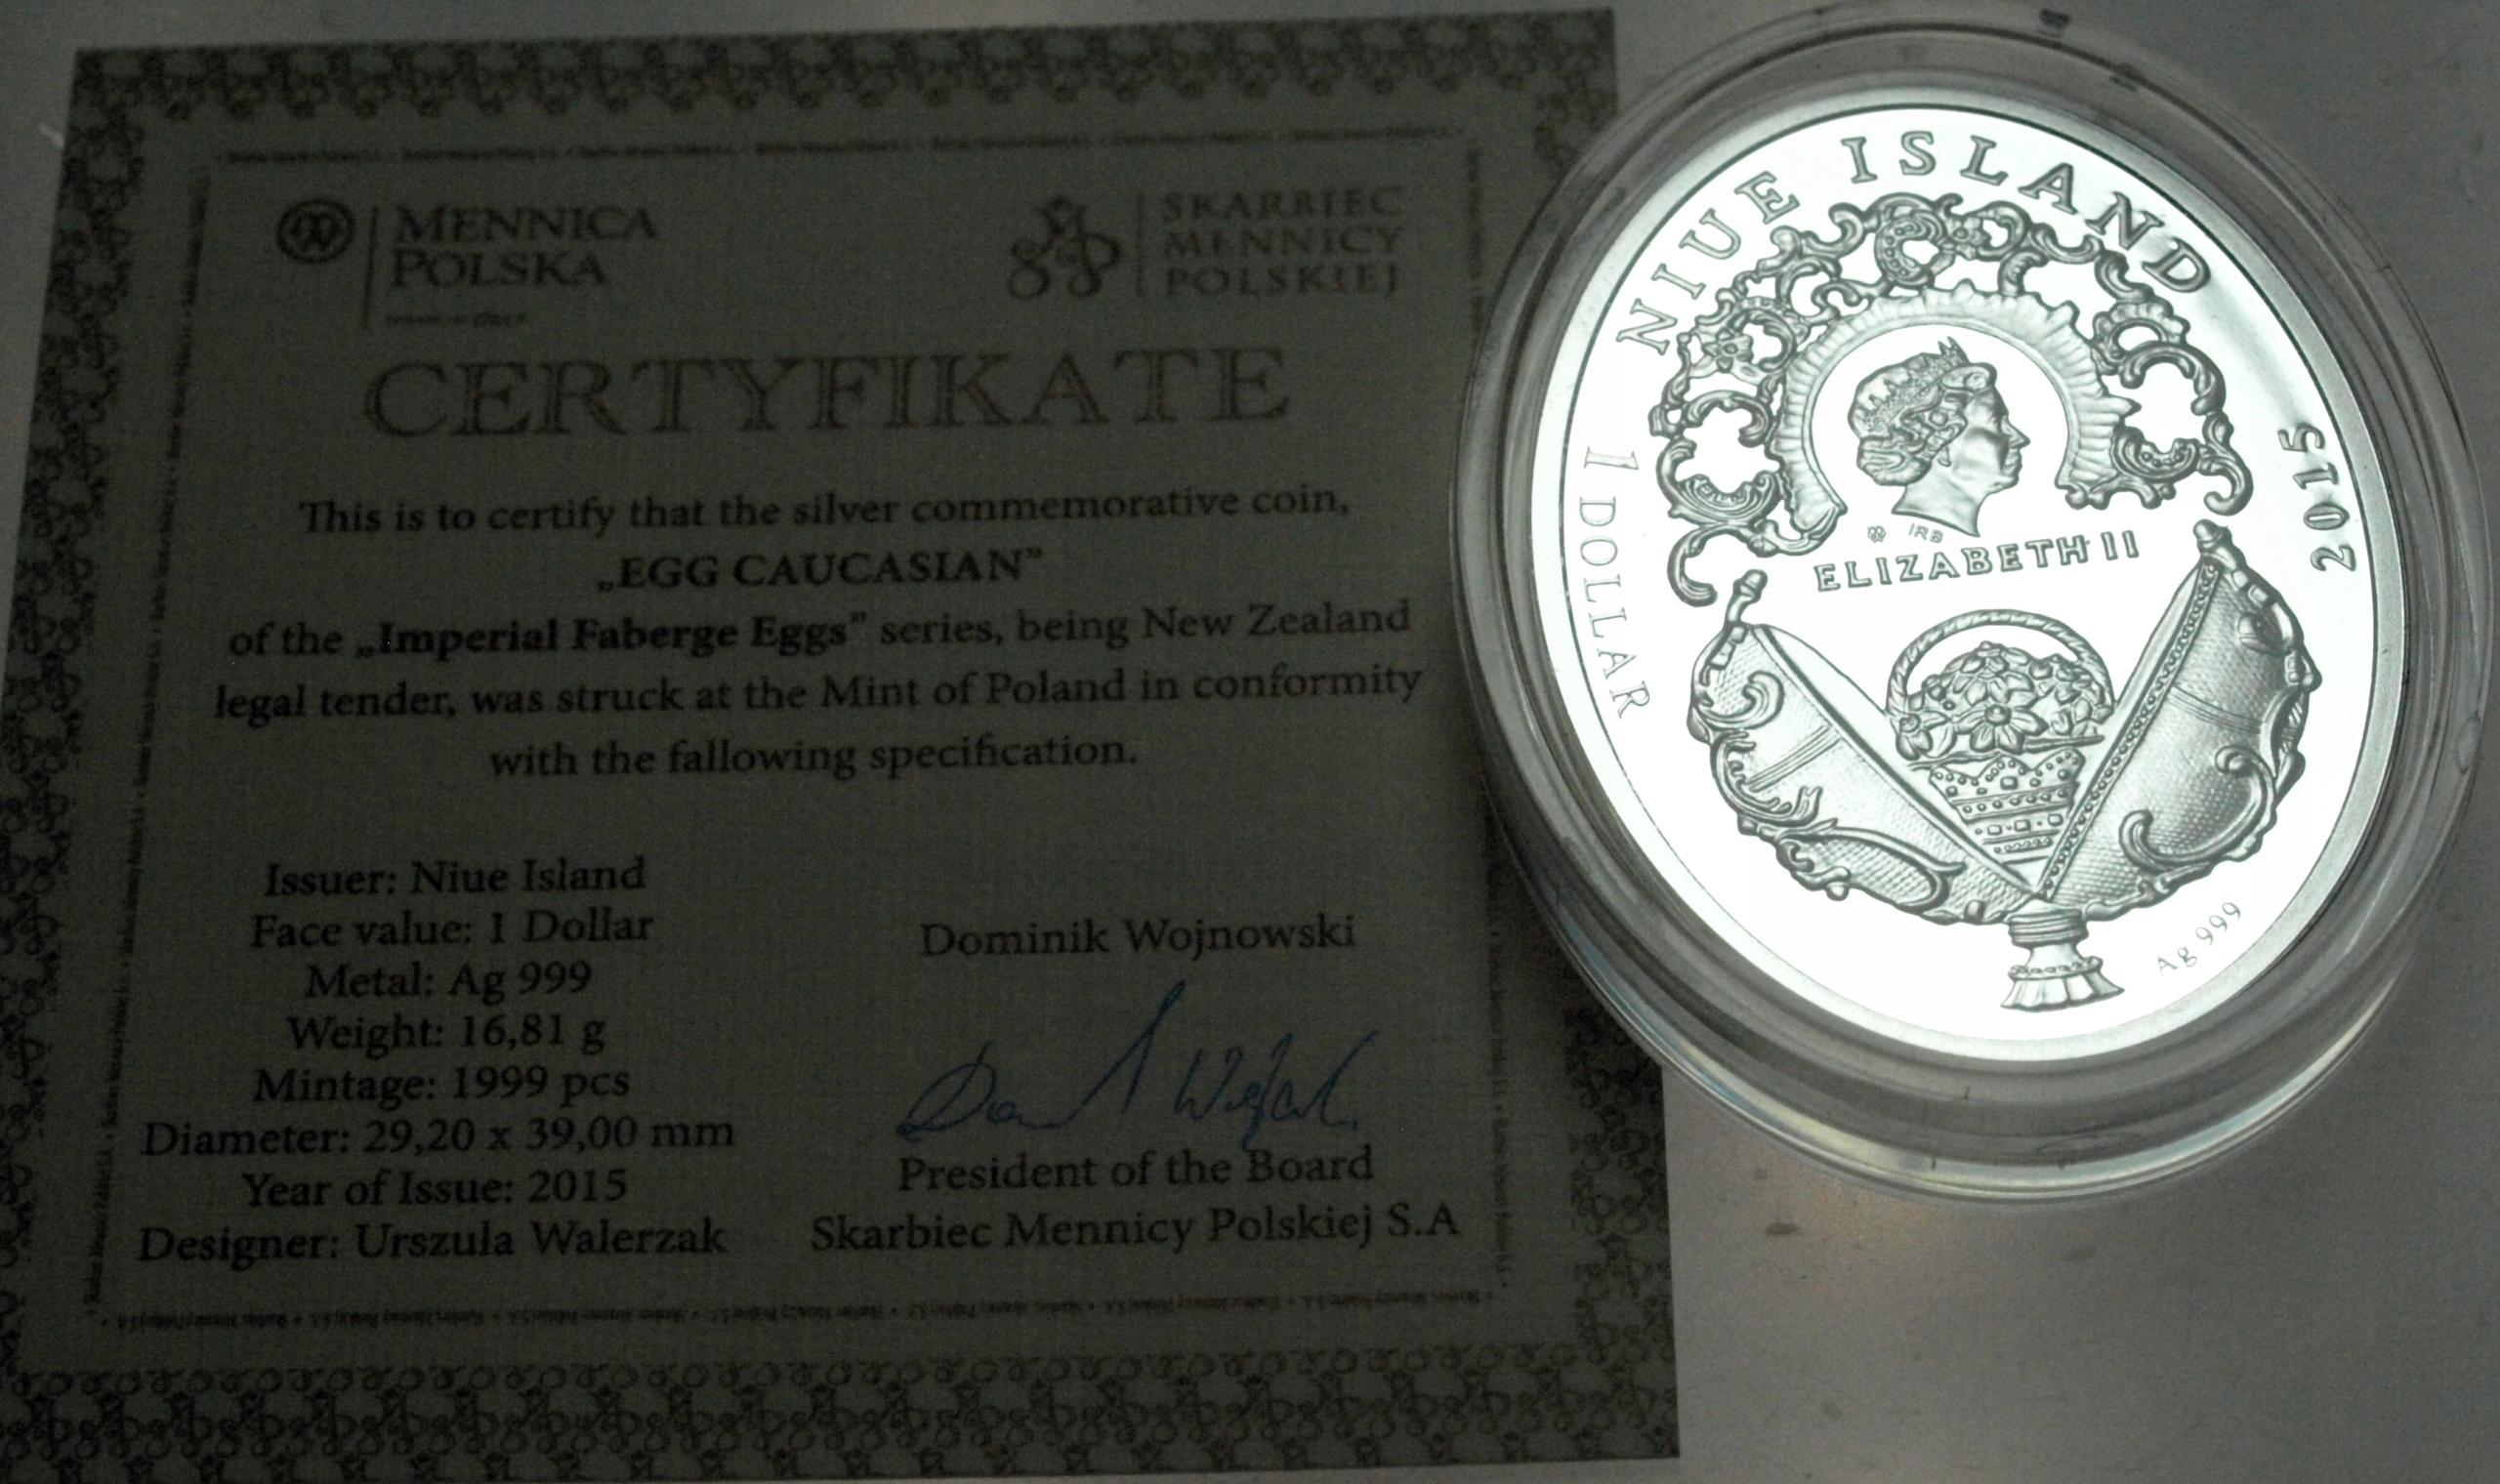 MENNICA
POLSKA
SKARBIEC
MENNICY
POLSKIEJ
CERTYFIKATE
This is to certify that the silver commemorative coin,
„EGG CAUCASIAN”
of the „Imperial Faberge Eggs” series, being New Zealand
legal tender, was struck at the Mint of Poland in conformity
with the fallowing specification.
Issuer: Niue Island
Face value: 1 Dollar
Metal: Ag 999
Weight: 16,81 g
Mintage: 1999 pcs
Diameter: 29,20 x 39,00 mm
Year of Issue: 2015
Designer: Urszula Walerzak
Dominik Wojnowski
President of the Board
Skarbiec Mennicy Polskiej S.A
NIUE ISLAND
1 DOLLAR
2015
IRB
ELIZABETH II
Ag 999